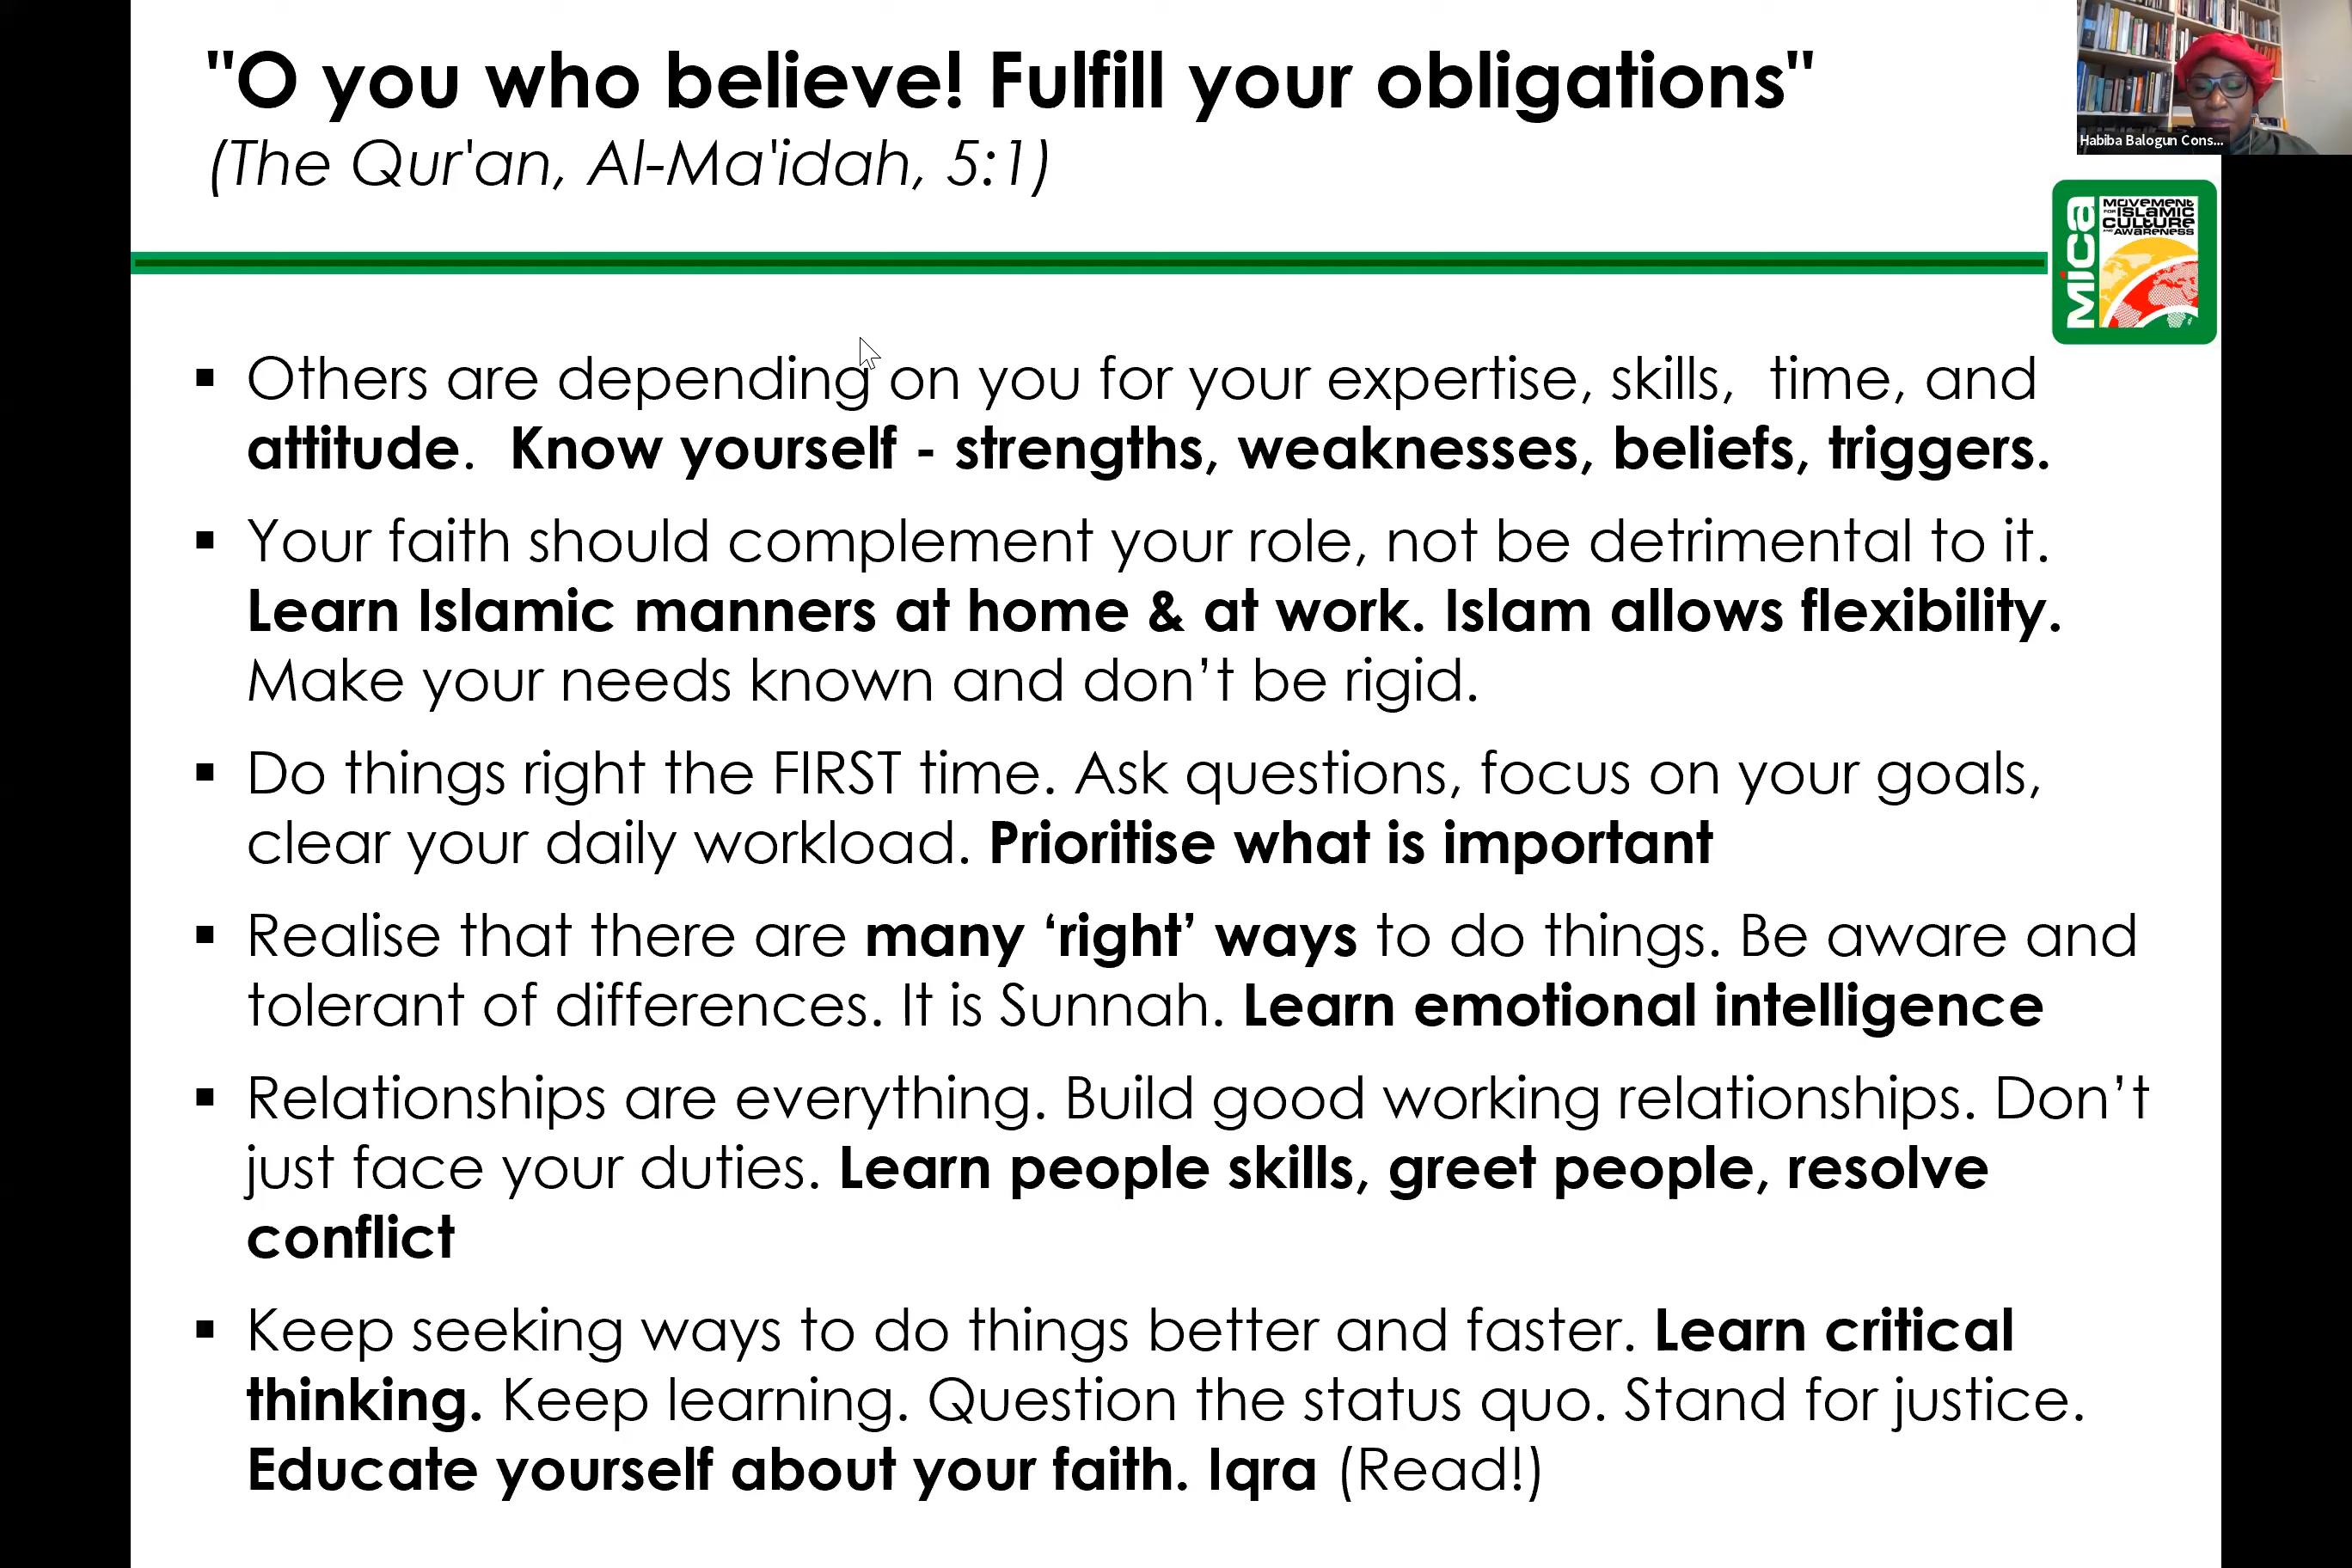 "O you who believe! Fulfill your obligations"
(The Qur'an, Al-Ma'idah, 5:1)
Habiba Balogun Cons...
Mica
MOVEMENT
FOR ISLAMIC
CULTURE
AND AWARENESS
▪ Others are depending on you for your expertise, skills,  time, and
attitude.  Know yourself - strengths, weaknesses, beliefs, triggers.
▪ Your faith should complement your role, not be detrimental to it.
Learn Islamic manners at home & at work. Islam allows flexibility.
Make your needs known and don’t be rigid.
▪ Do things right the FIRST time. Ask questions, focus on your goals,
clear your daily workload. Prioritise what is important
▪ Realise that there are many ‘right’ ways to do things. Be aware and
tolerant of differences. It is Sunnah. Learn emotional intelligence
▪ Relationships are everything. Build good working relationships. Don’t
just face your duties. Learn people skills, greet people, resolve
conflict
▪ Keep seeking ways to do things better and faster. Learn critical
thinking. Keep learning. Question the status quo. Stand for justice.
Educate yourself about your faith. Iqra (Read!)